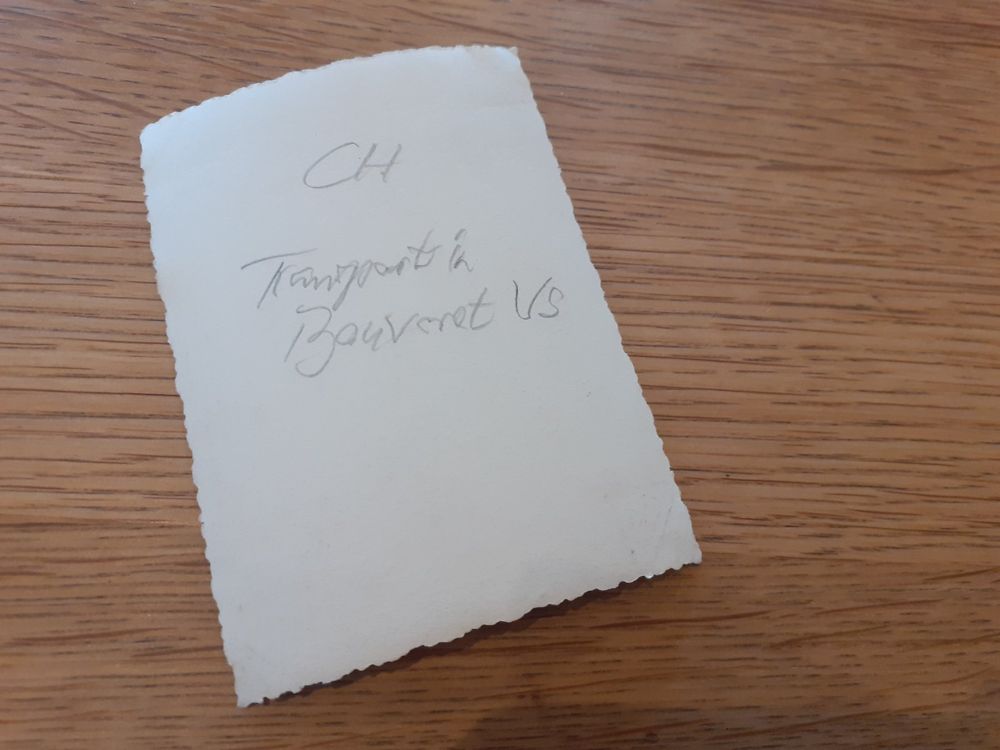 CH
Transport in
Bouveret VS